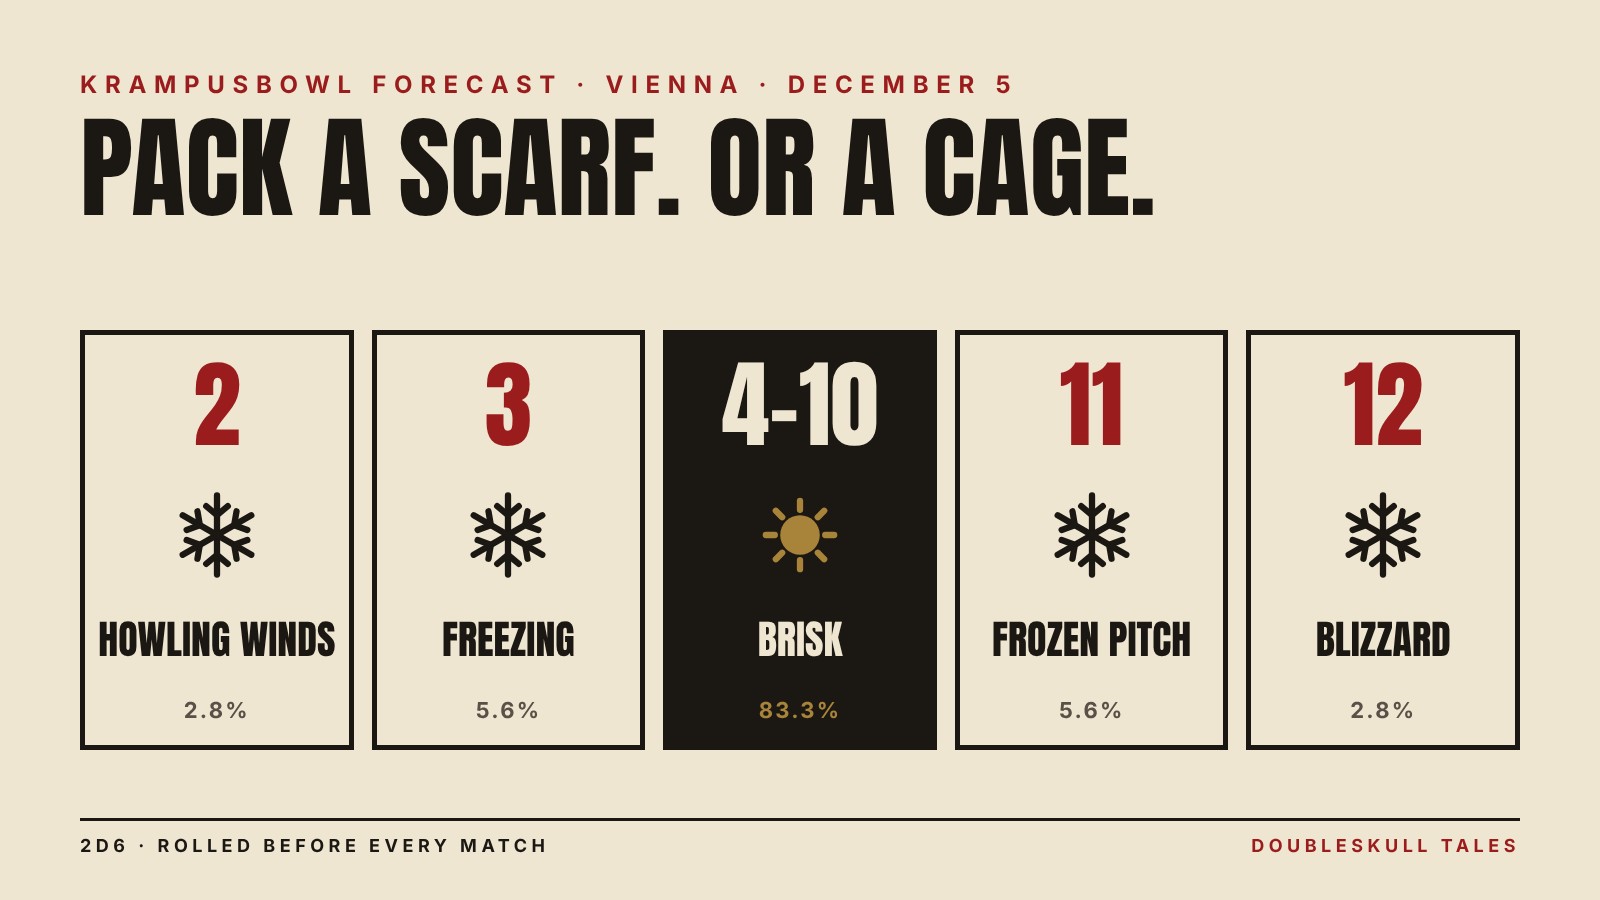 KRAMPUSBOWL FORECAST · VIENNA · DECEMBER 5
PACK A SCARF. OR A CAGE.
2
HOWLING WINDS
2.8%
3
FREEZING
5.6%
4-10
BRISK
83.3%
11
FROZEN PITCH
5.6%
12
BLIZZARD
2.8%
2D6 · ROLLED BEFORE EVERY MATCH
DOUBLESKULL TALES